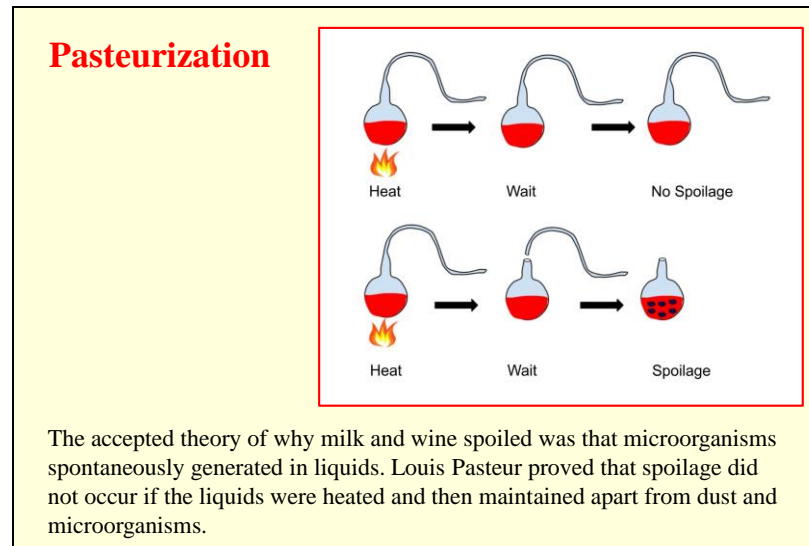 Pasteurization
Heat Wait No Spoilage
Heat Wait Spoilage
The accepted theory of why milk and wine spoiled was that microorganisms
spontaneously generated in liquids. Louis Pasteur proved that spoilage did
not occur if the liquids were heated and then maintained apart from dust and
microorganisms.